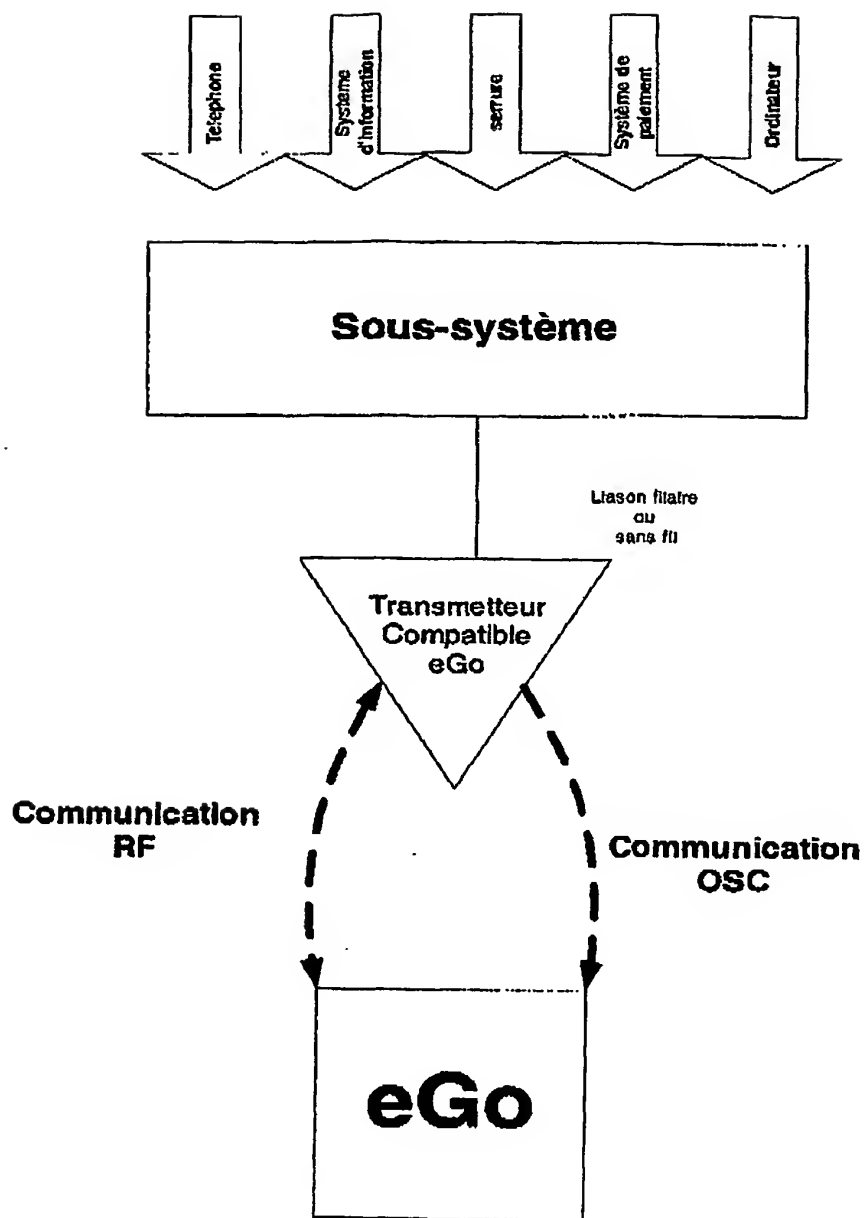 Telephone
Système
d'information
serrure
Système de
paiement
Ordinateur
Sous-système
Liason filaire
ou
sans fil
Transmetteur
Compatible
eGo
Communication
RF
Communication
OSC
eGo